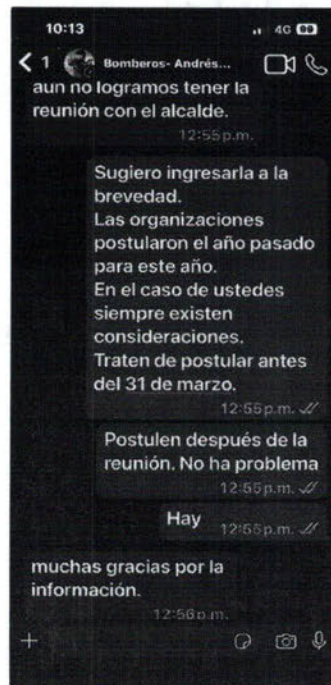 10:13
4G 99
1 Bomberos- Andrés...
aun no logramos tener la
reunión con el alcalde.
12:55 p.m.
Sugiero ingresarla a la
brevedad.
Las organizaciones
postularon el año pasado
para este año.
En el caso de ustedes
siempre existen
consideraciones.
Traten de postular antes
del 31 de marzo.
12:55 p.m.
Postulen después de la
reunión. No ha problema
12:55 p.m.
Hay
12:55 p.m.
muchas gracias por la
información.
12:56 p.m.